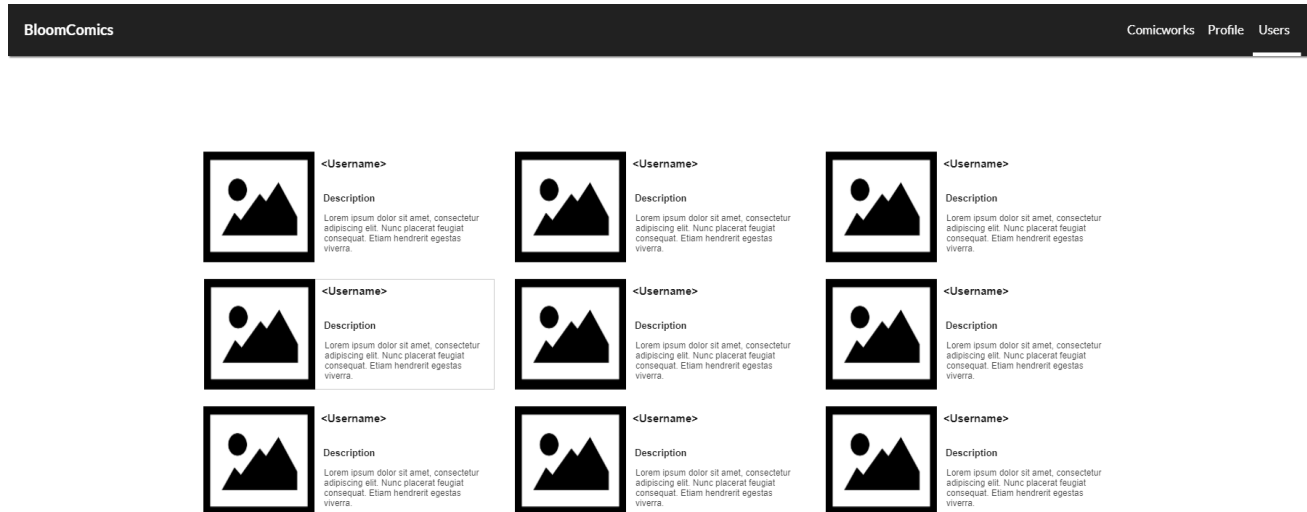 BloomComics
Comicworks Profile Users
<Username>
Description
Lorem ipsum dolor sit amet, consectetur
adipiscing elit. Nunc placerat feugiat
consequat. Etiam hendrerit egestas
viverra.
<Username>
Description
Lorem ipsum dolor sit amet, consectetur
adipiscing elit. Nunc placerat feugiat
consequat. Etiam hendrerit egestas
viverra.
<Username>
Description
Lorem ipsum dolor sit amet, consectetur
adipiscing elit. Nunc placerat feugiat
consequat. Etiam hendrerit egestas
viverra.
<Username>
Description
Lorem ipsum dolor sit amet, consectetur
adipiscing elit. Nunc placerat feugiat
consequat. Etiam hendrerit egestas
viverra.
<Username>
Description
Lorem ipsum dolor sit amet, consectetur
adipiscing elit. Nunc placerat feugiat
consequat. Etiam hendrerit egestas
viverra.
<Username>
Description
Lorem ipsum dolor sit amet, consectetur
adipiscing elit. Nunc placerat feugiat
consequat. Etiam hendrerit egestas
viverra.
<Username>
Description
Lorem ipsum dolor sit amet, consectetur
adipiscing elit. Nunc placerat feugiat
consequat. Etiam hendrerit egestas
viverra.
<Username>
Description
Lorem ipsum dolor sit amet, consectetur
adipiscing elit. Nunc placerat feugiat
consequat. Etiam hendrerit egestas
viverra.
<Username>
Description
Lorem ipsum dolor sit amet, consectetur
adipiscing elit. Nunc placerat feugiat
consequat. Etiam hendrerit egestas
viverra.